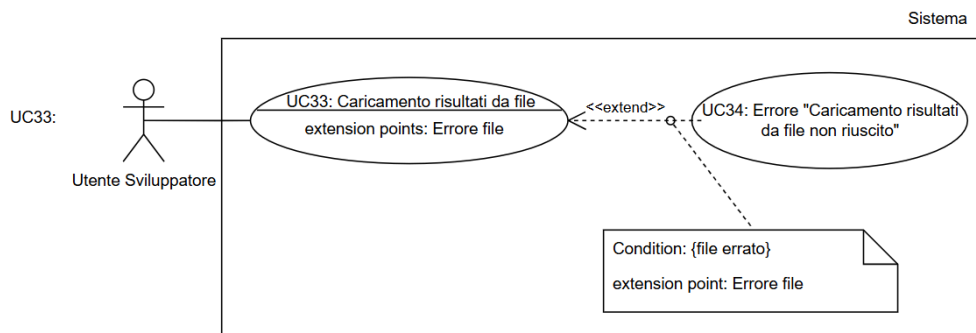 Sistema
UC33:
Utente Sviluppatore
UC33: Caricamento risultati da file
extension points: Errore file
<<extend>>
UC34: Errore "Caricamento risultati
da file non riuscito"
Condition: {file errato}
extension point: Errore file